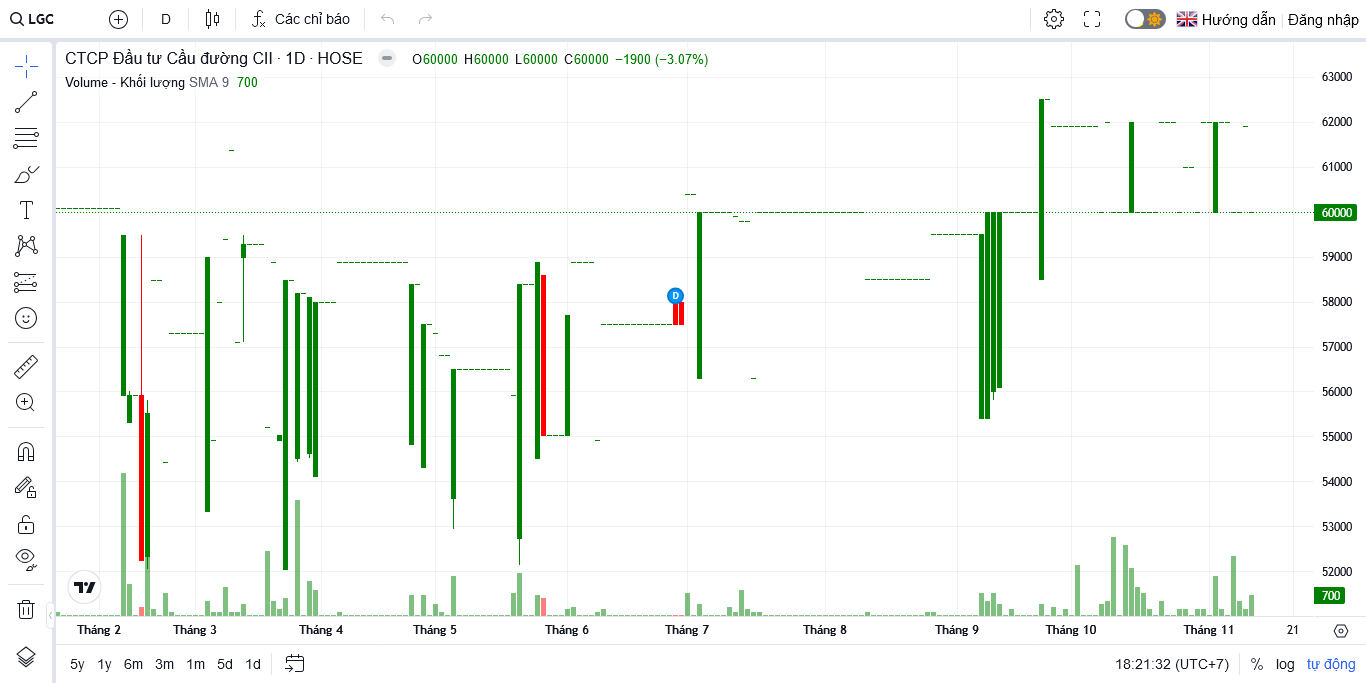 LGC D Các chỉ báo Hướng dẫn Đăng nhập
CTCP Đầu tư Cầu đường CII · 1D · HOSE O60000 H60000 L60000 C60000 −1900 (−3.07%)
Volume - Khối lượng SMA 9 700
63000
62000
61000
60000
59000
58000
D
57000
56000
55000
54000
53000
52000
700
Tháng 2 Tháng 3 Tháng 4 Tháng 5 Tháng 6 Tháng 7 Tháng 8 Tháng 9 Tháng 10 Tháng 11 21
5y 1y 6m 3m 1m 5d 1d 18:21:32 (UTC+7) % log tự động